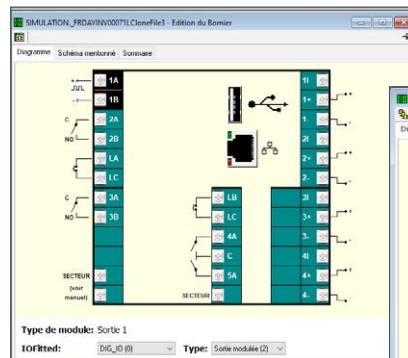 SIMULATION._FRDAYINV00071LCloneFile3 - Edition du Bornier
Diagramme Schéma mentionné Sommaire
1A 1I
1B 1+
C 2A 1-
NO 2B 2I
LA 2+
LC 2-
C 3A LB 3I
NO 3B LC 3+
4A 3-
C 4I
SECTEUR 5A 4+
(voir manuel) SECTEUR 4-
Type de module: Sortie 1
IOFitted: DIG_IO (0) Type: Sortie modulée (2)